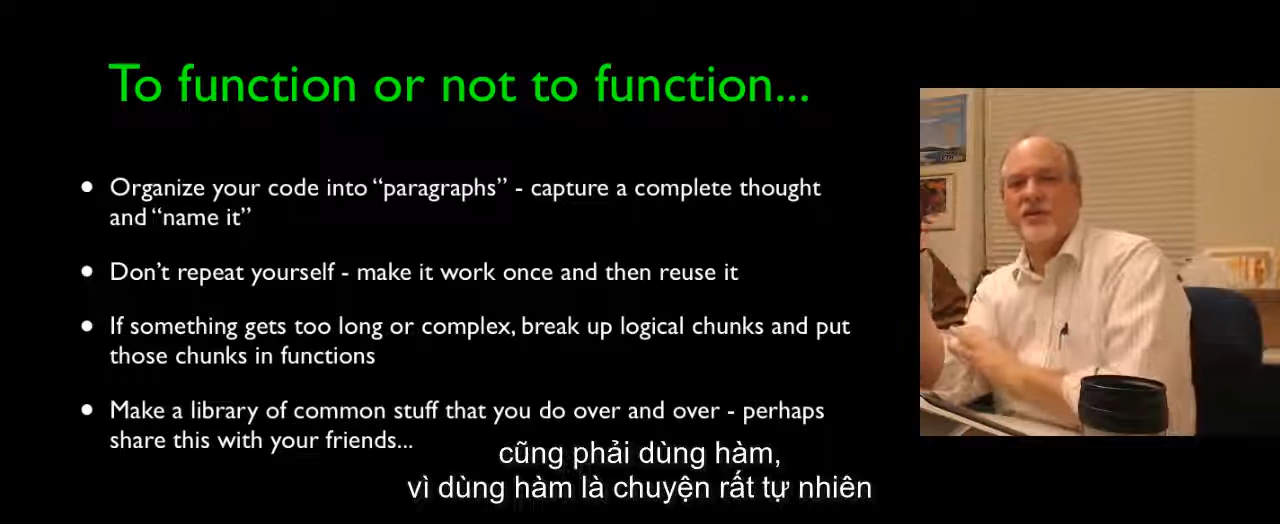 To function or not to function...
• Organize your code into “paragraphs” - capture a complete thought
and “name it”
• Don’t repeat yourself - make it work once and then reuse it
• If something gets too long or complex, break up logical chunks and put
those chunks in functions
• Make a library of common stuff that you do over and over - perhaps
share this with your friends...
cũng phải dùng hàm,
vì dùng hàm là chuyện rất tự nhiên